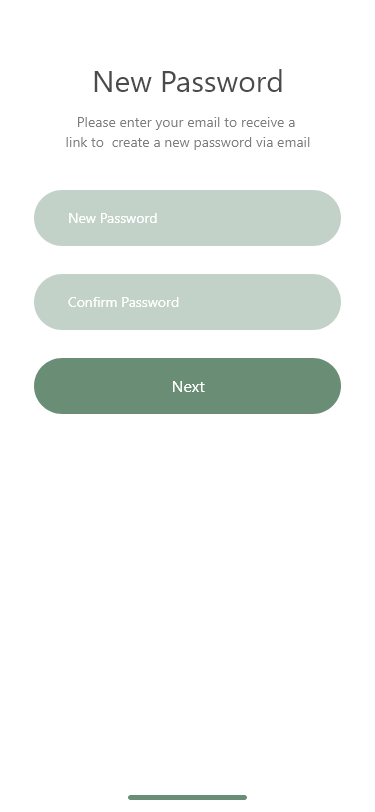 New Password
Please enter your email to receive a
link to  create a new password via email
New Password
Confirm Password
Next